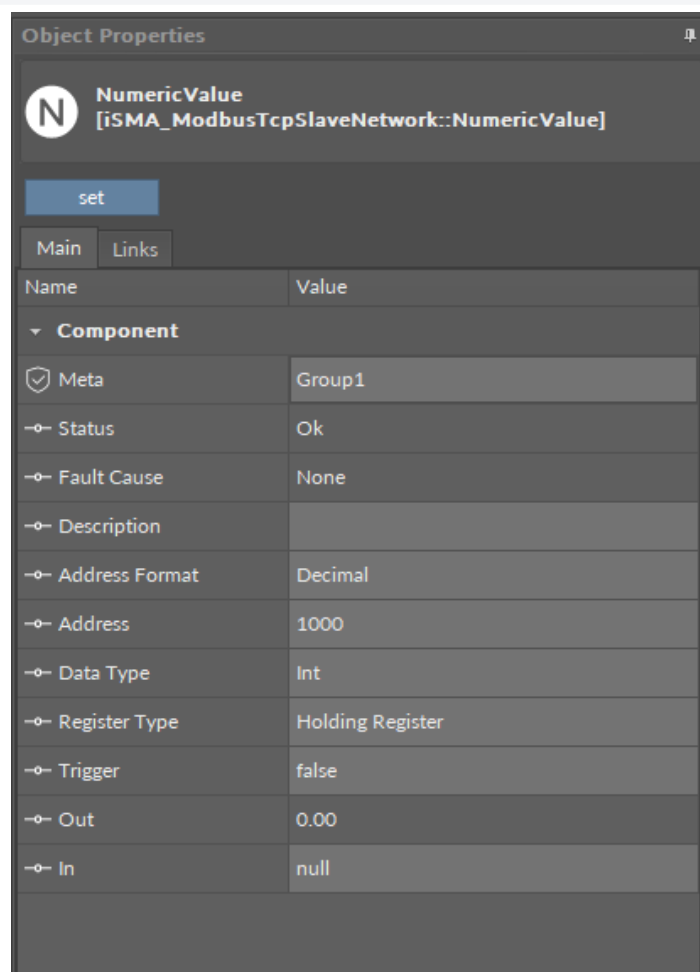 Object Properties
N
NumericValue
[iSMA_ModbusTcpSlaveNetwork::NumericValue]
set
Main Links
Name Value
Component
Meta Group1
Status Ok
Fault Cause None
Description
Address Format Decimal
Address 1000
Data Type Int
Register Type Holding Register
Trigger false
Out 0.00
In null